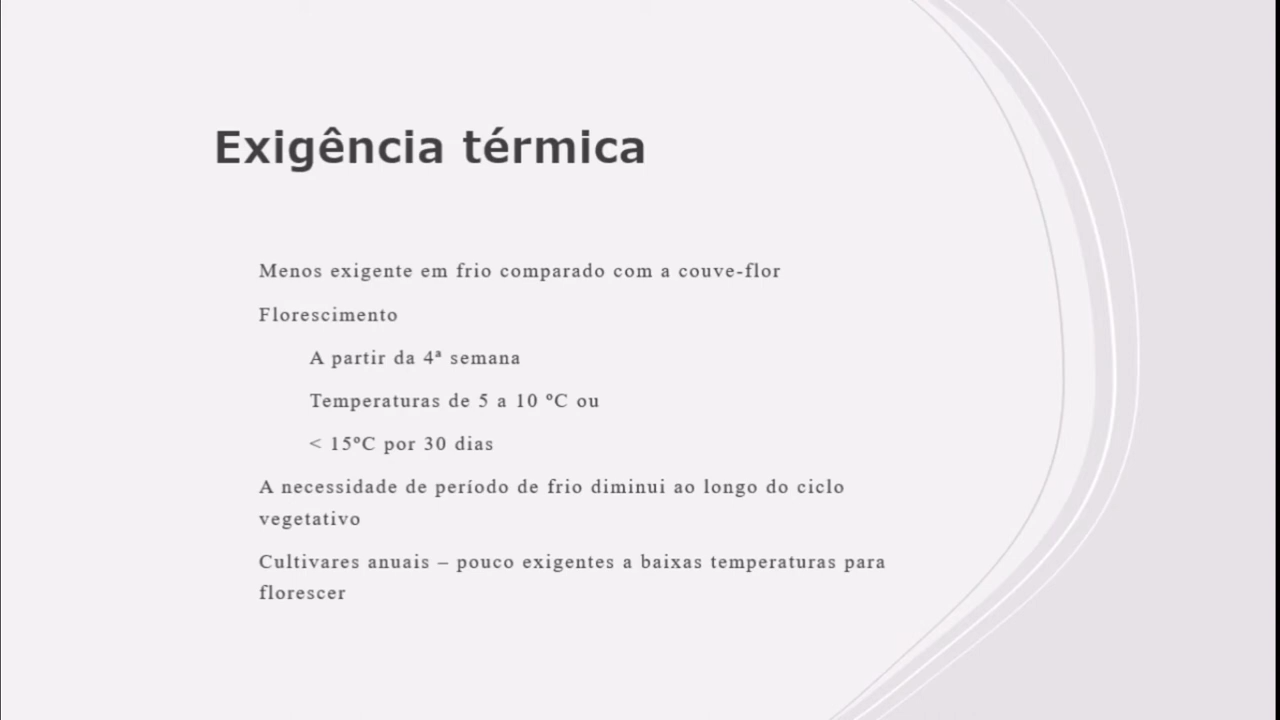 Exigência térmica
Menos exigente em frio comparado com a couve-flor
Florescimento
A partir da 4ª semana
Temperaturas de 5 a 10 ºC ou
< 15ºC por 30 dias
A necessidade de período de frio diminui ao longo do ciclo
vegetativo
Cultivares anuais – pouco exigentes a baixas temperaturas para
florescer